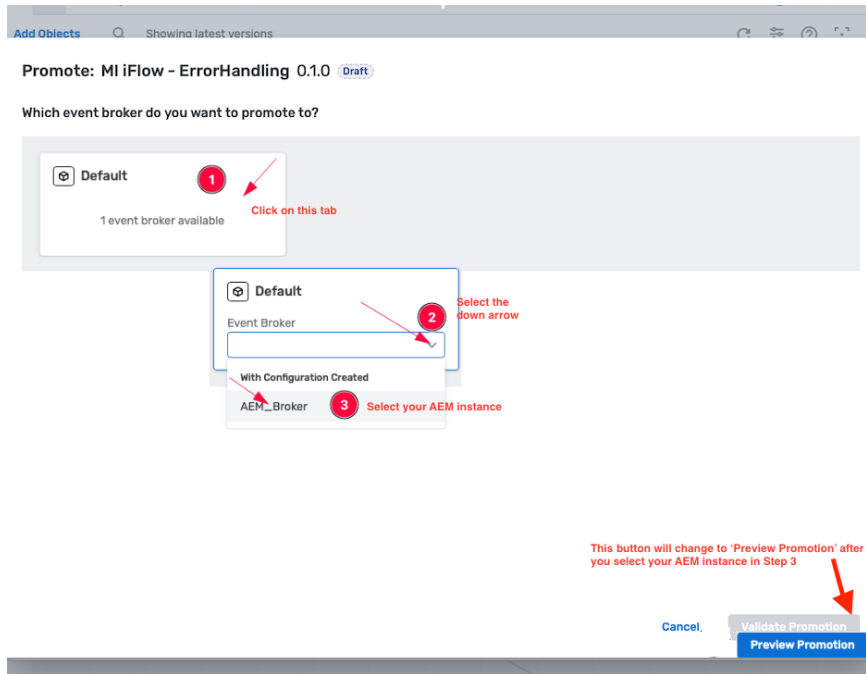 Add Objects
Showing latest versions
Promote: MI iFlow - ErrorHandling 0.1.0 Draft
Which event broker do you want to promote to?
Default
1
1 event broker available
Click on this tab
Default
Event Broker
2
Select the
down arrow
With Configuration Created
AEM_Broker
3
Select your AEM instance
This button will change to ‘Preview Promotion’ after
you select your AEM instance in Step 3
Cancel
Validate Promotion
Preview Promotion